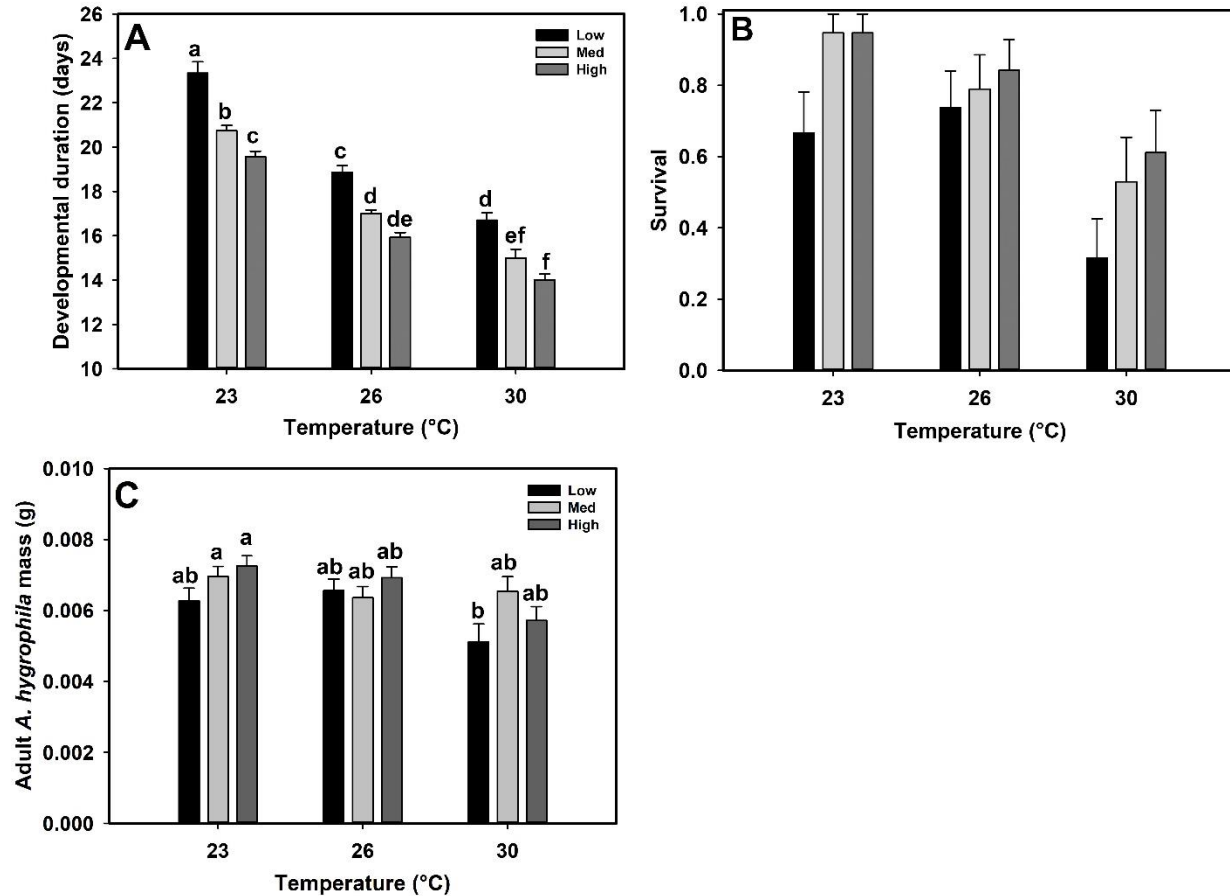 A
Developmental duration (days)
26
24
22
20
18
16
14
12
10
a
b
c
c
d
de
d
ef
f
Low
Med
High
23
26
30
Temperature (°C)
B
Survival
1.0
0.8
0.6
0.4
0.2
0.0
23
26
30
Temperature (°C)
C
Adult A. hygrophila mass (g)
0.010
0.008
0.006
0.004
0.002
0.000
ab
a
a
ab
ab
ab
b
ab
ab
Low
Med
High
23
26
30
Temperature (°C)